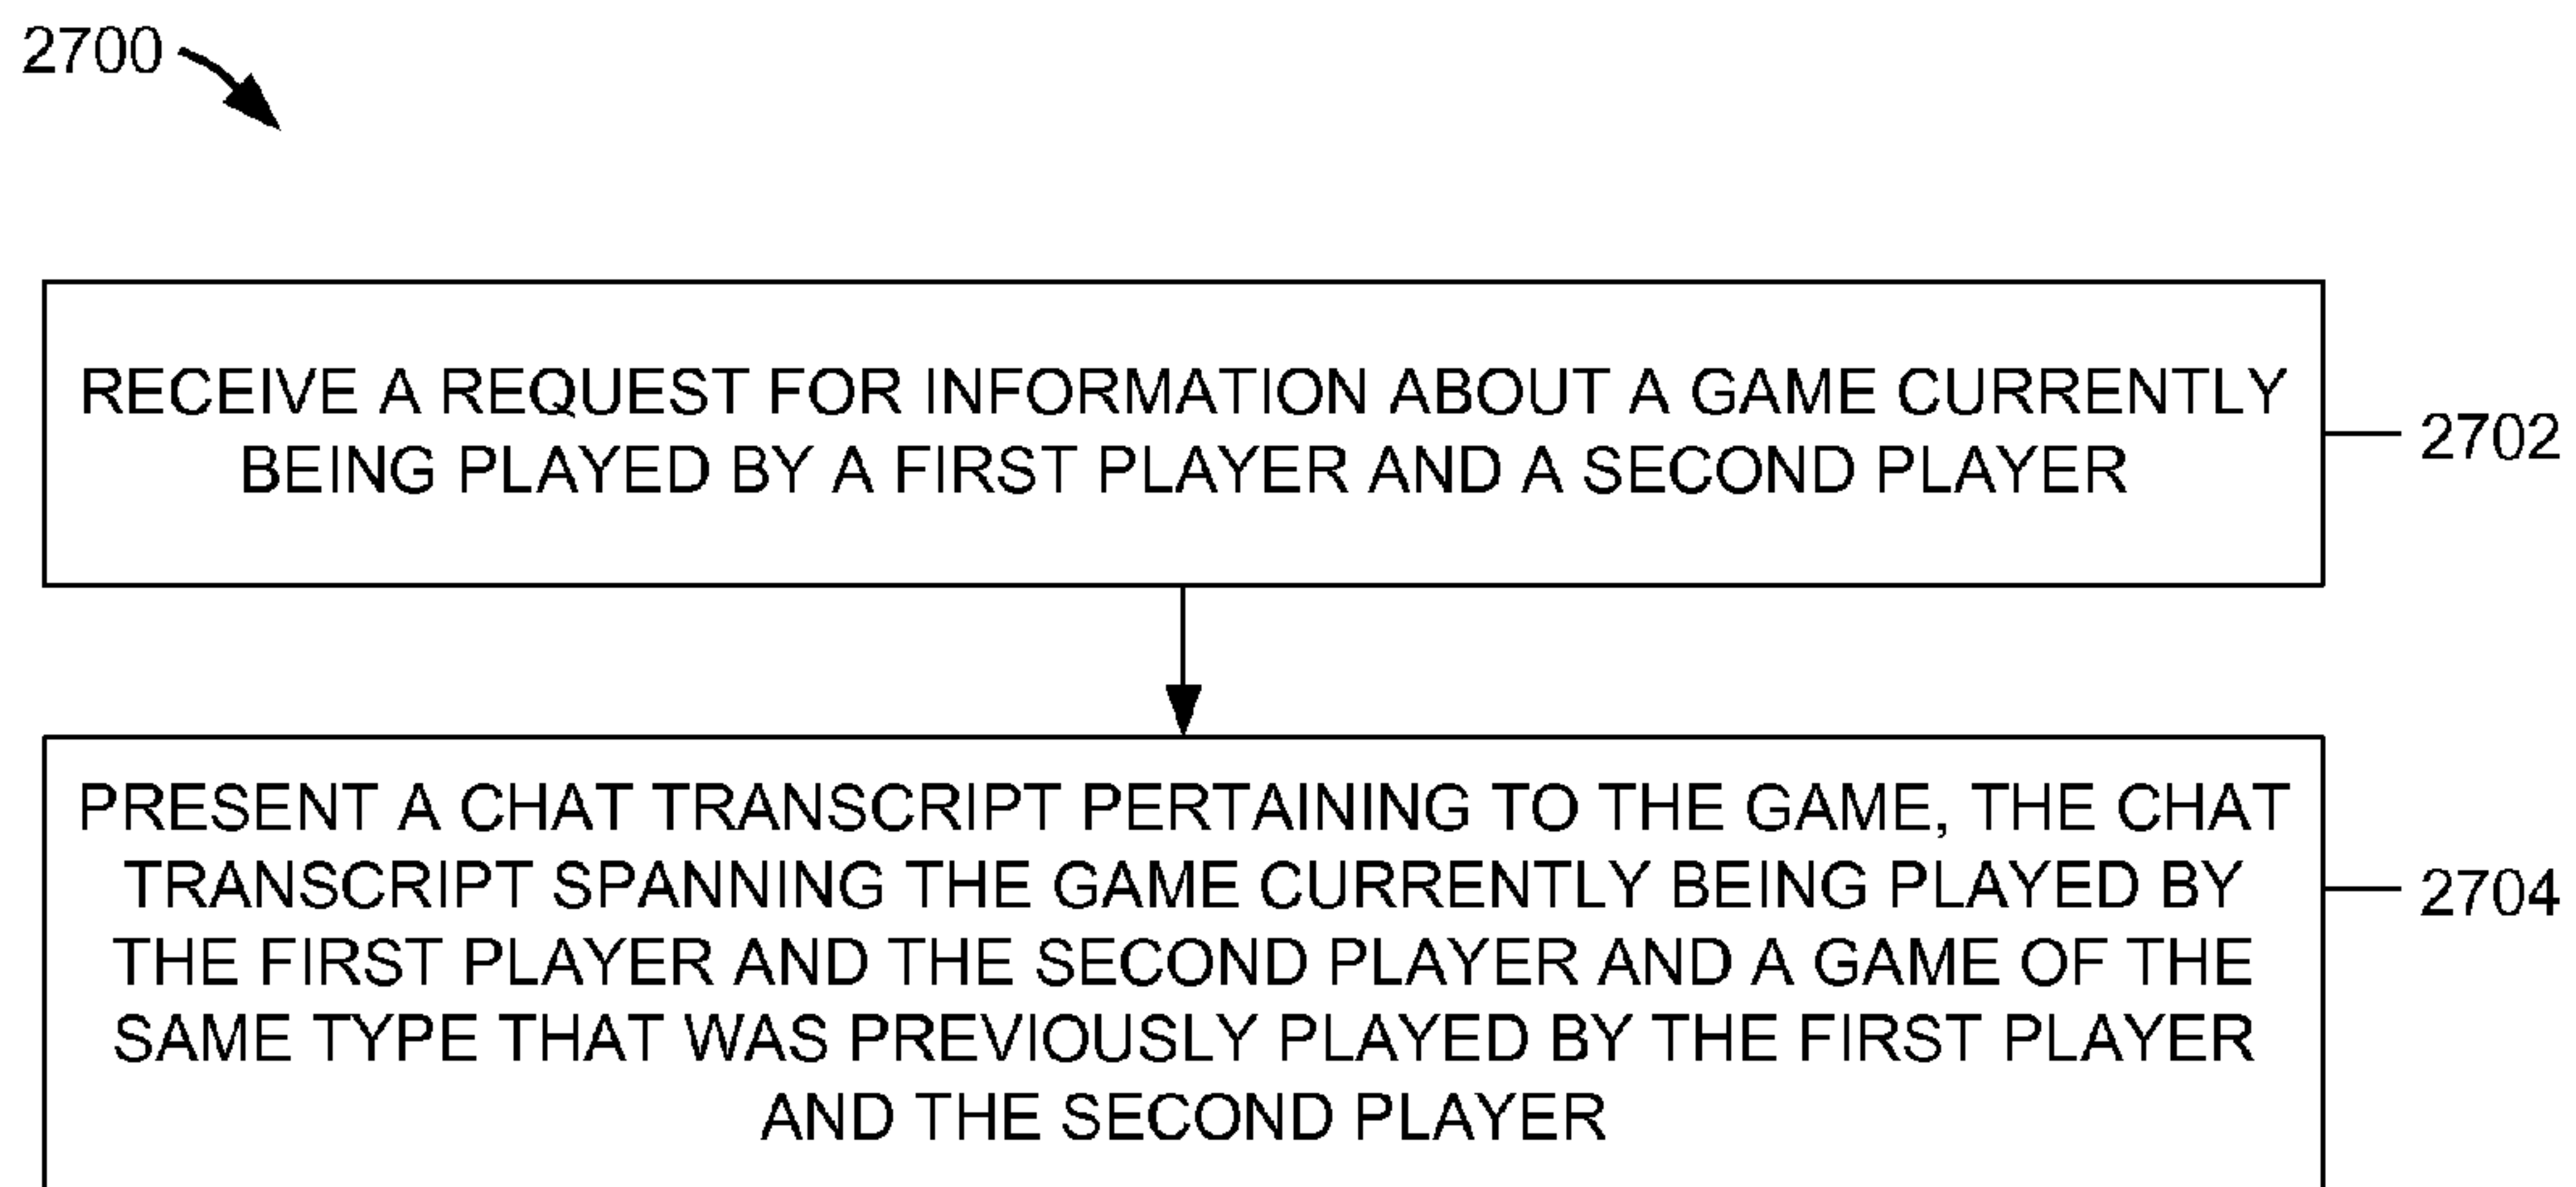 2700
RECEIVE A REQUEST FOR INFORMATION ABOUT A GAME CURRENTLY
BEING PLAYED BY A FIRST PLAYER AND A SECOND PLAYER
2702
PRESENT A CHAT TRANSCRIPT PERTAINING TO THE GAME, THE CHAT
TRANSCRIPT SPANNING THE GAME CURRENTLY BEING PLAYED BY
THE FIRST PLAYER AND THE SECOND PLAYER AND A GAME OF THE
SAME TYPE THAT WAS PREVIOUSLY PLAYED BY THE FIRST PLAYER
AND THE SECOND PLAYER
2704